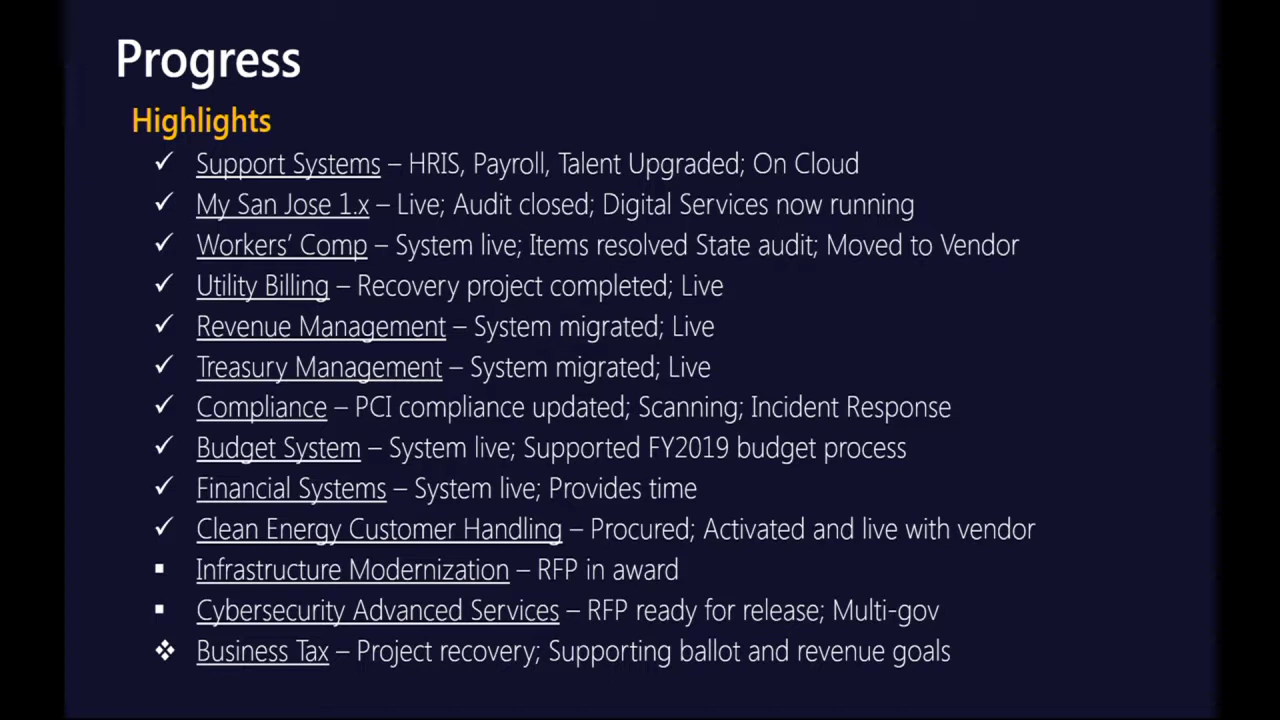 Progress
Highlights
✓ Support Systems – HRIS, Payroll, Talent Upgraded; On Cloud
✓ My San Jose 1.x – Live; Audit closed; Digital Services now running
✓ Workers’ Comp – System live; Items resolved State audit; Moved to Vendor
✓ Utility Billing – Recovery project completed; Live
✓ Revenue Management – System migrated; Live
✓ Treasury Management – System migrated; Live
✓ Compliance – PCI compliance updated; Scanning; Incident Response
✓ Budget System – System live; Supported FY2019 budget process
✓ Financial Systems – System live; Provides time
✓ Clean Energy Customer Handling – Procured; Activated and live with vendor
▪ Infrastructure Modernization – RFP in award
▪ Cybersecurity Advanced Services – RFP ready for release; Multi-gov
❖ Business Tax – Project recovery; Supporting ballot and revenue goals